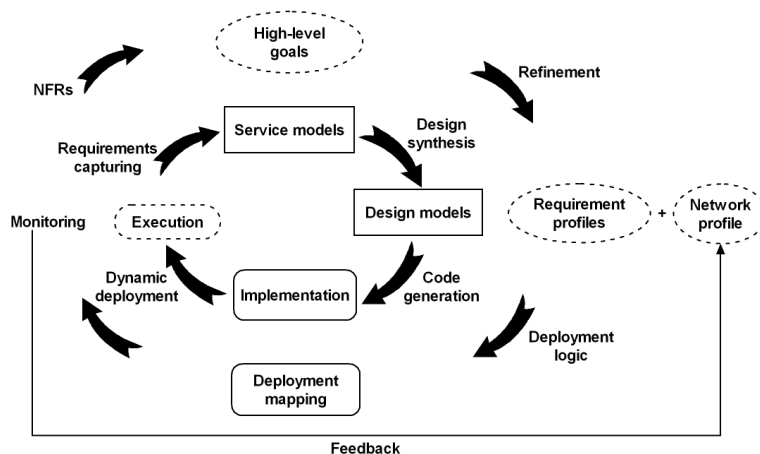 High-level
goals
NFRs
Refinement
Service models
Design
synthesis
Requirements
capturing
Monitoring
Execution
Design models
Requirement
profiles
+
Network
profile
Dynamic
deployment
Implementation
Code
generation
Deployment
logic
Deployment
mapping
Feedback